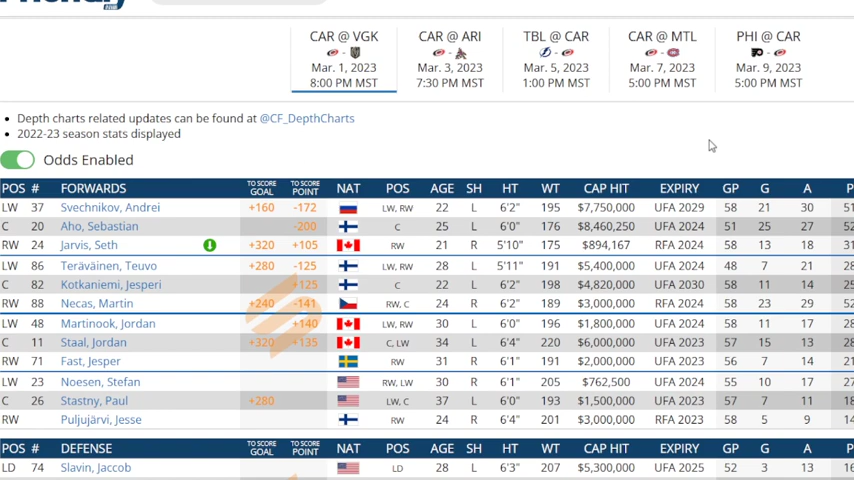 CAR @ VGK CAR @ ARI TBL @ CAR CAR @ MTL PHI @ CAR
Mar. 1, 2023 Mar. 3, 2023 Mar. 5, 2023 Mar. 7, 2023 Mar. 9, 2023
8:00 PM MST 7:30 PM MST 1:00 PM MST 5:00 PM MST 5:00 PM MST
Depth charts related updates can be found at @CF_DepthCharts
2022-23 season stats displayed
Odds Enabled
POS # FORWARDS TO SCORE GOAL TO SCORE POINT NAT POS AGE SH HT WT CAP HIT EXPIRY GP G A P
LW 37 Svechnikov, Andrei +160 -172 LW, RW 22 L 6'2" 195 $7,750,000 UFA 2029 58 21 30 51
C 20 Aho, Sebastian -200 C 25 L 6'0" 176 $8,460,250 UFA 2024 51 25 27 52
RW 24 Jarvis, Seth +320 +105 RW 21 R 5'10" 175 $894,167 RFA 2024 58 13 18 31
LW 86 Teräväinen, Teuvo +280 -125 LW, RW 28 L 5'11" 191 $5,400,000 UFA 2024 48 7 21 28
C 82 Kotkaniemi, Jesperi +125 C 22 L 6'2" 198 $4,820,000 UFA 2030 58 11 14 25
RW 88 Necas, Martin +240 -141 RW, C 24 R 6'2" 189 $3,000,000 RFA 2024 58 23 29 52
LW 48 Martinook, Jordan +140 LW, RW 30 L 6'0" 196 $1,800,000 UFA 2024 58 11 17 28
C 11 Staal, Jordan +320 +135 C, LW 34 L 6'4" 220 $6,000,000 UFA 2023 57 15 13 28
RW 71 Fast, Jesper RW 31 R 6'1" 191 $2,000,000 UFA 2023 56 7 14 21
LW 23 Noesen, Stefan RW, LW 30 R 6'1" 205 $762,500 UFA 2024 55 10 17 27
C 26 Stastny, Paul +280 LW, C 37 L 6'0" 193 $1,500,000 UFA 2023 57 7 11 18
RW Puljujärvi, Jesse RW 24 R 6'4" 201 $3,000,000 RFA 2023 58 5 9 14
POS # DEFENSE TO SCORE GOAL TO SCORE POINT NAT POS AGE SH HT WT CAP HIT EXPIRY GP G A P
LD 74 Slavin, Jaccob LD 28 L 6'3" 207 $5,300,000 UFA 2025 52 3 13 16